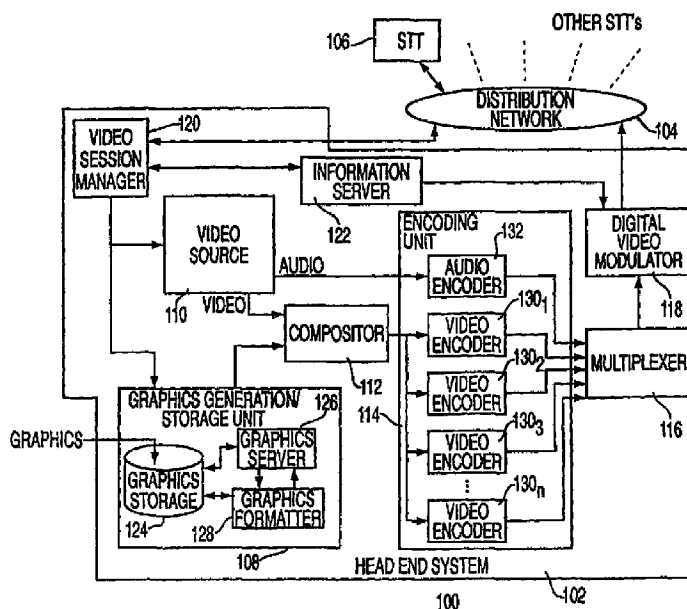 106
STT
OTHER STT's
DISTRIBUTION
NETWORK
104
120
VIDEO
SESSION
MANAGER
INFORMATION
SERVER
122
VIDEO
SOURCE
110
AUDIO
VIDEO
COMPOSITOR
112
ENCODING
UNIT
132
AUDIO
ENCODER
130₁
VIDEO
ENCODER
130₂
VIDEO
ENCODER
130₃
VIDEO
ENCODER
130ₙ
VIDEO
ENCODER
114
DIGITAL
VIDEO
MODULATOR
118
MULTIPLEXER
116
GRAPHICS GENERATION/
STORAGE UNIT
126
GRAPHICS
SERVER
GRAPHICS
GRAPHICS
STORAGE
124
128
GRAPHICS
FORMATTER
108
HEAD END SYSTEM
102
100